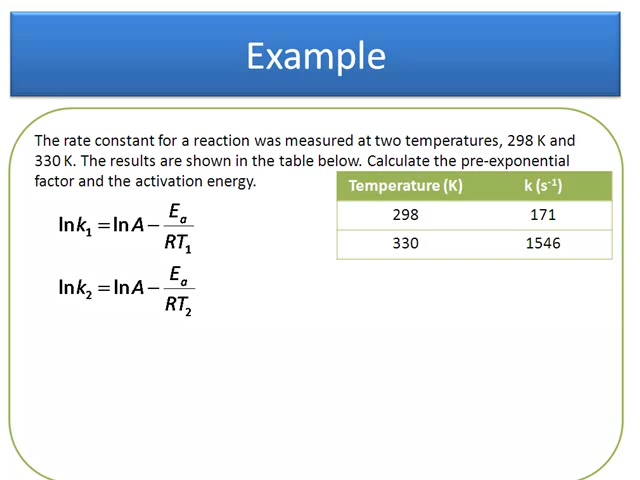 Example
The rate constant for a reaction was measured at two temperatures, 298 K and
330 K. The results are shown in the table below. Calculate the pre-exponential
factor and the activation energy.
Temperature (K) k (s⁻¹)
298 171
330 1546
ln k₁ = ln A − Eₐ/RT₁
ln k₂ = ln A − Eₐ/RT₂